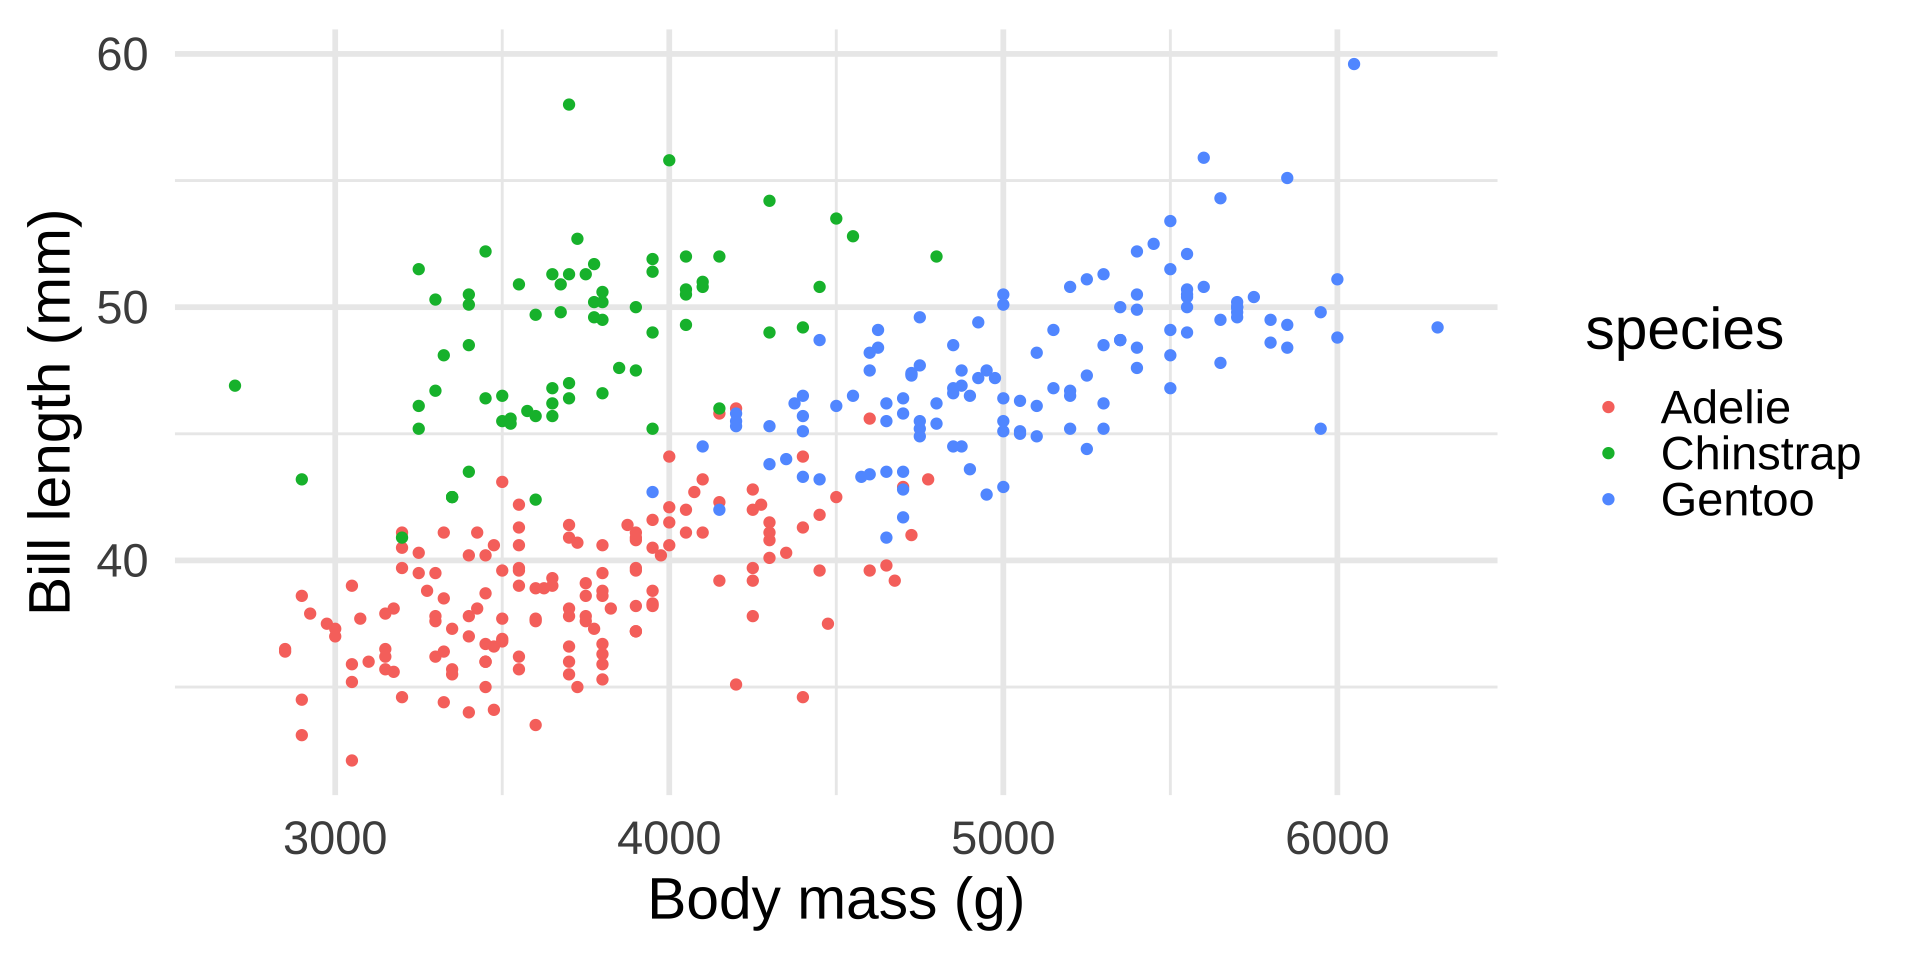 60
50
40
Bill length (mm)
3000 4000 5000 6000
Body mass (g)
species
Adelie
Chinstrap
Gentoo